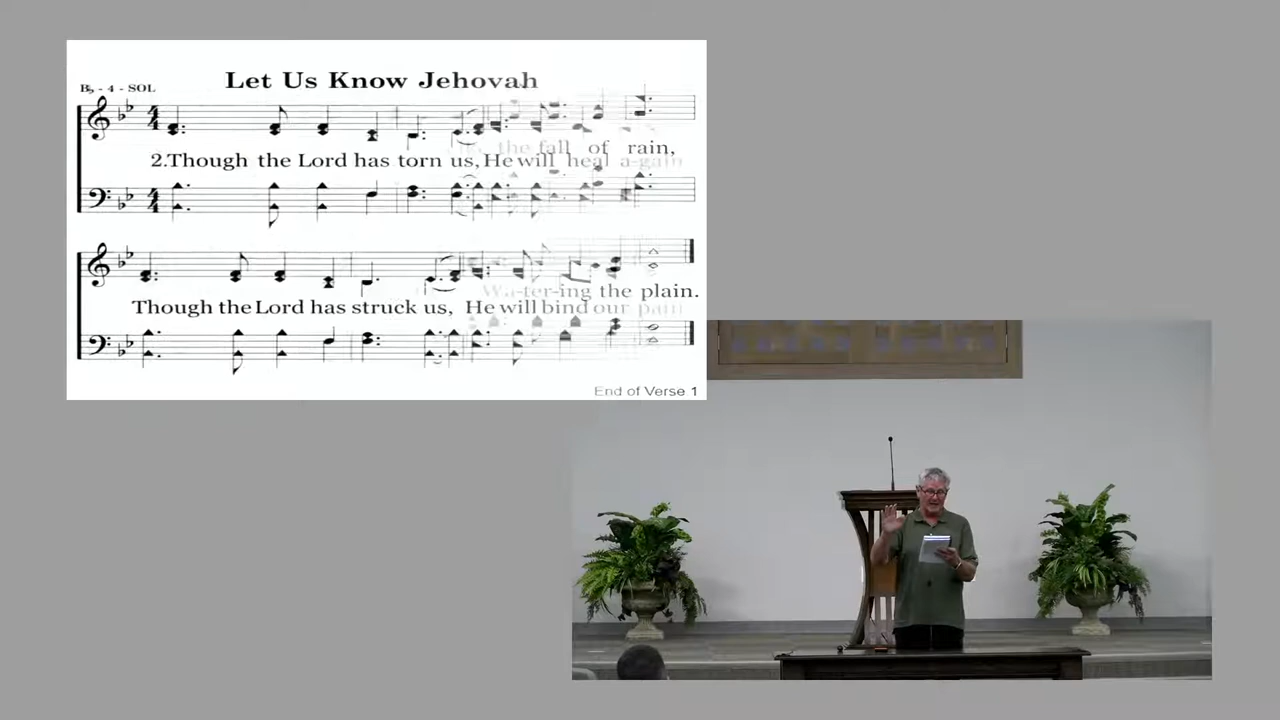 Let Us Know Jehovah
B♭ - 4 - SOL
the fall of rain,
2.Though the Lord has torn us, He will heal a-gain
Wa-ter-ing the plain.
Though the Lord has struck us, He will bind our pain
End of Verse 1